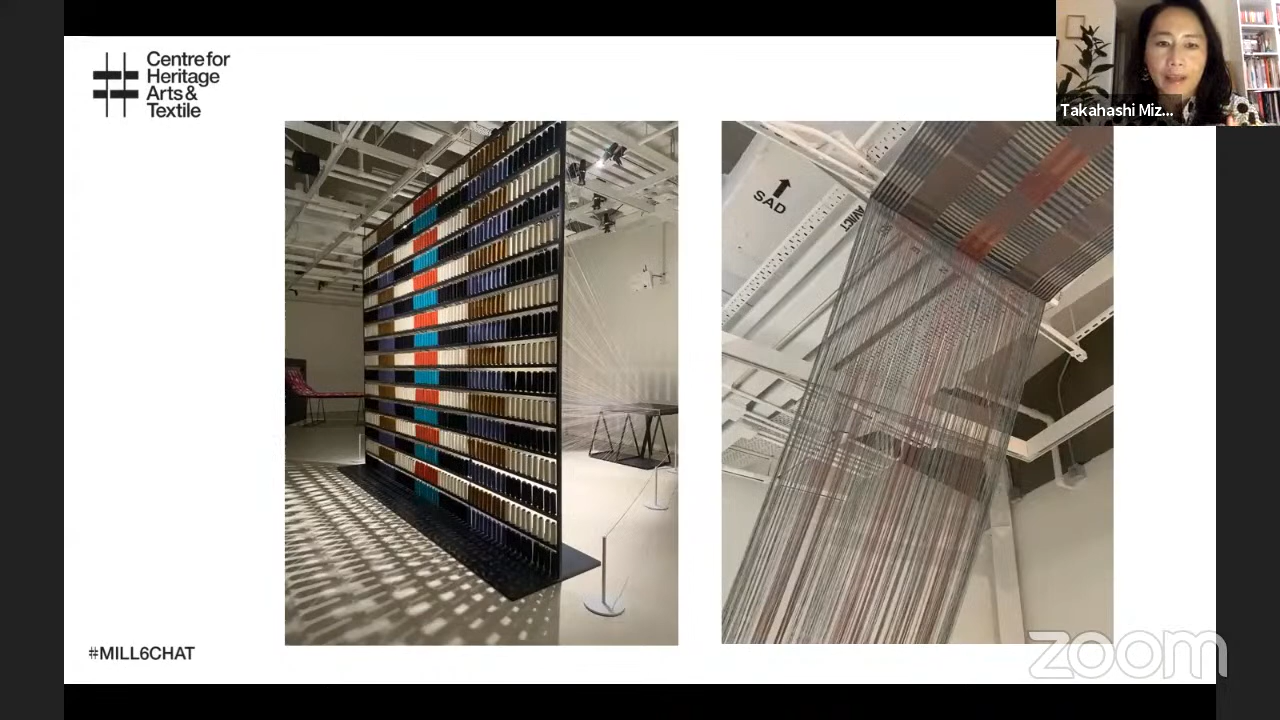 Centre for
Heritage
Arts &
Textile
Takahashi Miz...
SAD
#MILL6CHAT
zoom